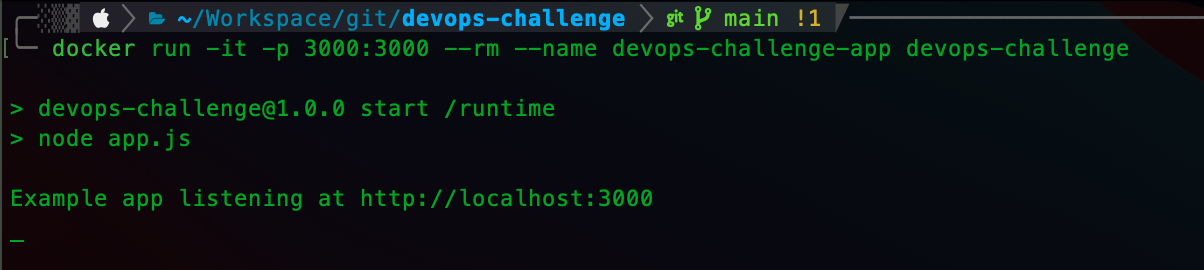 ~/Workspace/git/devops-challenge git main !1
docker run -it -p 3000:3000 --rm --name devops-challenge-app devops-challenge
> devops-challenge@1.0.0 start /runtime
> node app.js
Example app listening at http://localhost:3000